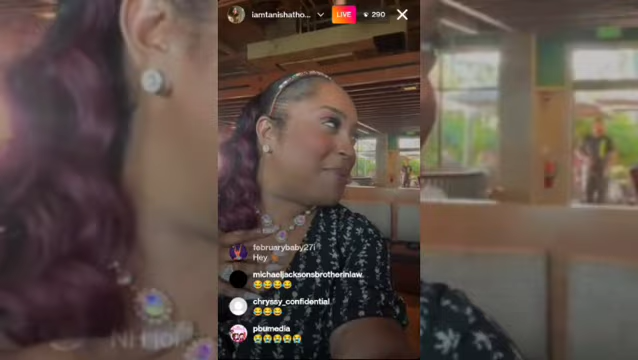 iamtanishatho...
LIVE
290
februarybaby27
Hey
michaeljacksonsbrotherinlaw
chryssy_confidential
pbumedia